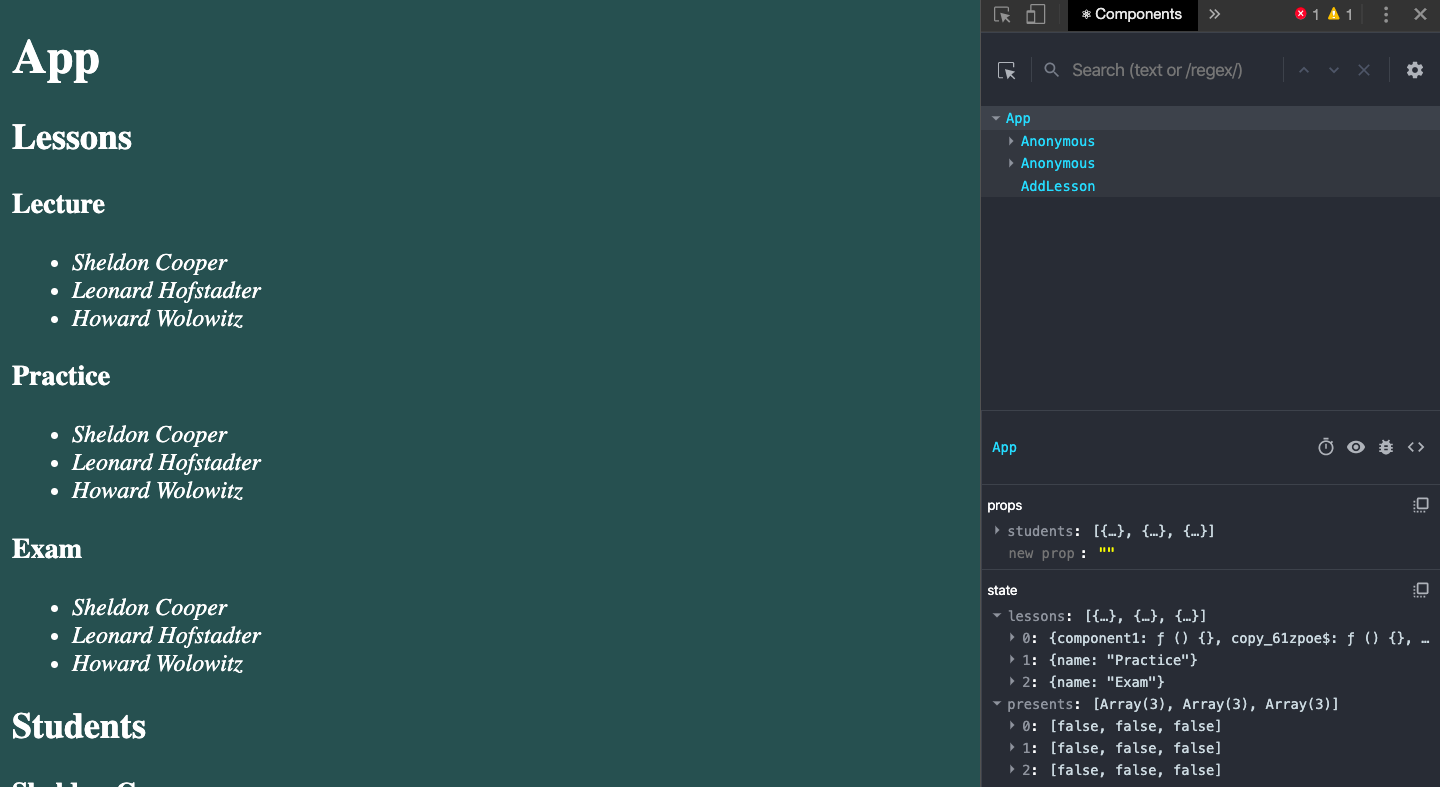 App
Lessons
Lecture
Sheldon Cooper
Leonard Hofstadter
Howard Wolowitz
Practice
Sheldon Cooper
Leonard Hofstadter
Howard Wolowitz
Exam
Sheldon Cooper
Leonard Hofstadter
Howard Wolowitz
Students
⚛ Components » 1 1
Search (text or /regex/)
App
Anonymous
Anonymous
AddLesson
App
props
students: [{…}, {…}, {…}]
new prop : ""
state
lessons: [{…}, {…}, {…}]
0: {component1: ƒ () {}, copy_61zpoe$: ƒ () {}, …
1: {name: "Practice"}
2: {name: "Exam"}
presents: [Array(3), Array(3), Array(3)]
0: [false, false, false]
1: [false, false, false]
2: [false, false, false]